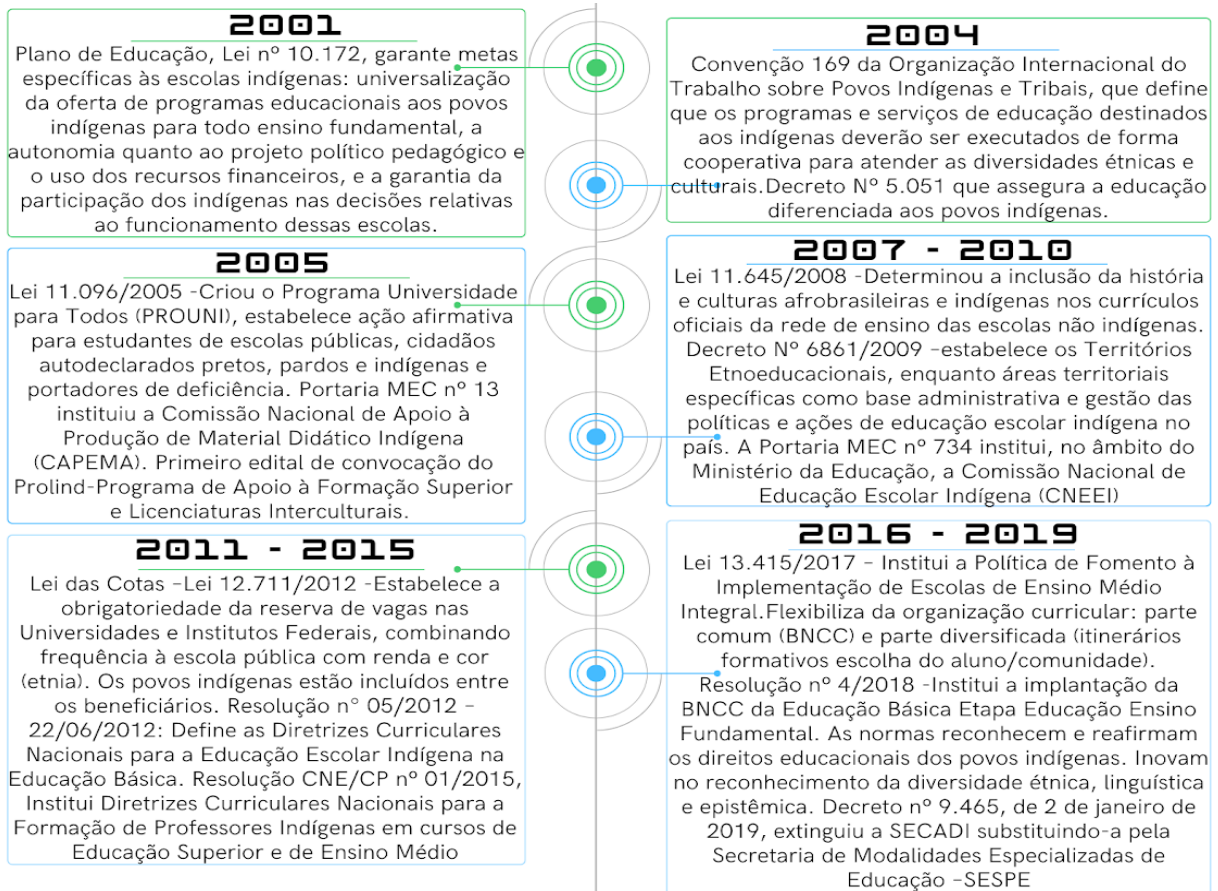 2001
Plano de Educação, Lei nº 10.172, garante metas
específicas às escolas indígenas: universalização
da oferta de programas educacionais aos povos
indígenas para todo ensino fundamental, a
autonomia quanto ao projeto político pedagógico e
o uso dos recursos financeiros, e a garantia da
participação dos indígenas nas decisões relativas
ao funcionamento dessas escolas.
2004
Convenção 169 da Organização Internacional do
Trabalho sobre Povos Indígenas e Tribais, que define
que os programas e serviços de educação destinados
aos indígenas deverão ser executados de forma
cooperativa para atender as diversidades étnicas e
culturais.Decreto Nº 5.051 que assegura a educação
diferenciada aos povos indígenas.
2005
Lei 11.096/2005 -Criou o Programa Universidade
para Todos (PROUNI), estabelece ação afirmativa
para estudantes de escolas públicas, cidadãos
autodeclarados pretos, pardos e indígenas e
portadores de deficiência. Portaria MEC nº 13
instituiu a Comissão Nacional de Apoio à
Produção de Material Didático Indígena
(CAPEMA). Primeiro edital de convocação do
Prolind-Programa de Apoio à Formação Superior
e Licenciaturas Interculturais.
2007 - 2010
Lei 11.645/2008 -Determinou a inclusão da história
e culturas afrobrasileiras e indígenas nos currículos
oficiais da rede de ensino das escolas não indígenas.
Decreto Nº 6861/2009 –estabelece os Territórios
Etnoeducacionais, enquanto áreas territoriais
específicas como base administrativa e gestão das
políticas e ações de educação escolar indígena no
país. A Portaria MEC nº 734 institui, no âmbito do
Ministério da Educação, a Comissão Nacional de
Educação Escolar Indígena (CNEEI)
2011 - 2015
Lei das Cotas –Lei 12.711/2012 -Estabelece a
obrigatoriedade da reserva de vagas nas
Universidades e Institutos Federais, combinando
frequência à escola pública com renda e cor
(etnia). Os povos indígenas estão incluídos entre
os beneficiários. Resolução n° 05/2012 –
22/06/2012: Define as Diretrizes Curriculares
Nacionais para a Educação Escolar Indígena na
Educação Básica. Resolução CNE/CP nº 01/2015,
Institui Diretrizes Curriculares Nacionais para a
Formação de Professores Indígenas em cursos de
Educação Superior e de Ensino Médio
2016 - 2019
Lei 13.415/2017 – Institui a Política de Fomento à
Implementação de Escolas de Ensino Médio
Integral.Flexibiliza da organização curricular: parte
comum (BNCC) e parte diversificada (itinerários
formativos escolha do aluno/comunidade).
Resolução nº 4/2018 -Institui a implantação da
BNCC da Educação Básica Etapa Educação Ensino
Fundamental. As normas reconhecem e reafirmam
os direitos educacionais dos povos indígenas. Inovam
no reconhecimento da diversidade étnica, linguística
e epistêmica. Decreto nº 9.465, de 2 de janeiro de
2019, extinguiu a SECADI substituindo-a pela
Secretaria de Modalidades Especializadas de
Educação –SESPE